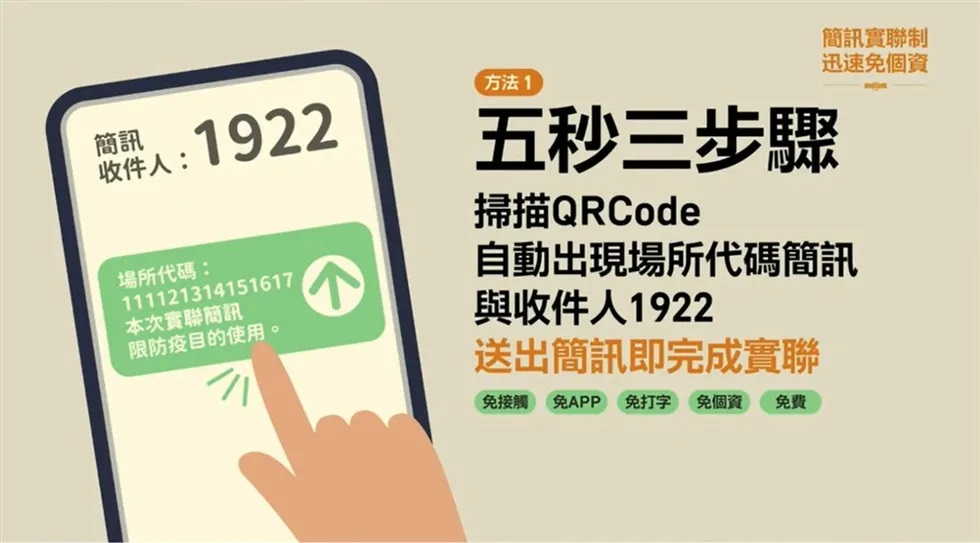 簡訊實聯制
迅速免個資
方法1
五秒三步驟
掃描QRCode
自動出現場所代碼簡訊
與收件人1922
送出簡訊即完成實聯
免接觸 免APP 免打字 免個資 免費
簡訊
收件人：1922
場所代碼：
111121314151617
本次實聯簡訊
限防疫目的使用。